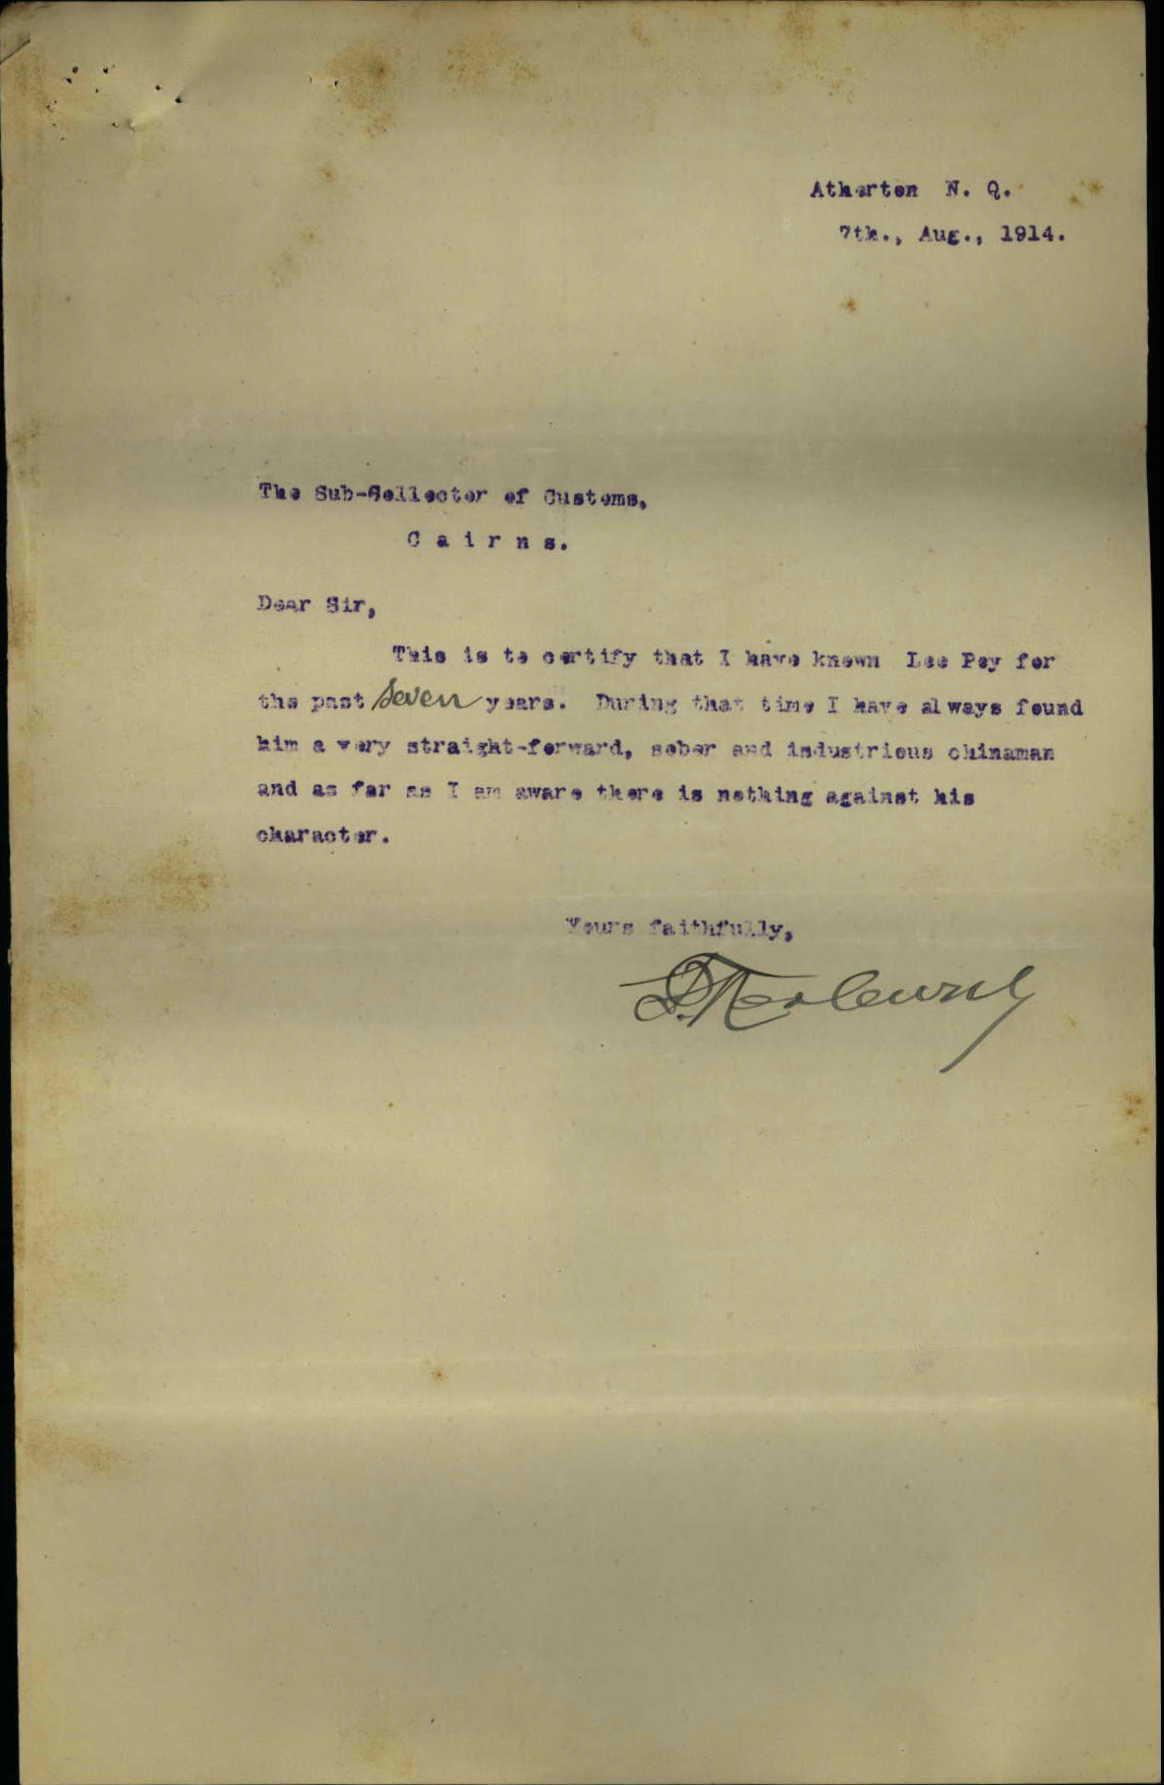 Atherton N. Q.
7th., Aug., 1914.
The Sub-Collector of Customs,
C a i r n s.
Dear Sir,
This is to certify that I have known Lee Poy for
the past seven years. During that time I have always found
him a very straight-forward, sober and industrious chinaman
and as far as I am aware there is nothing against his
character.
Yours faithfully,